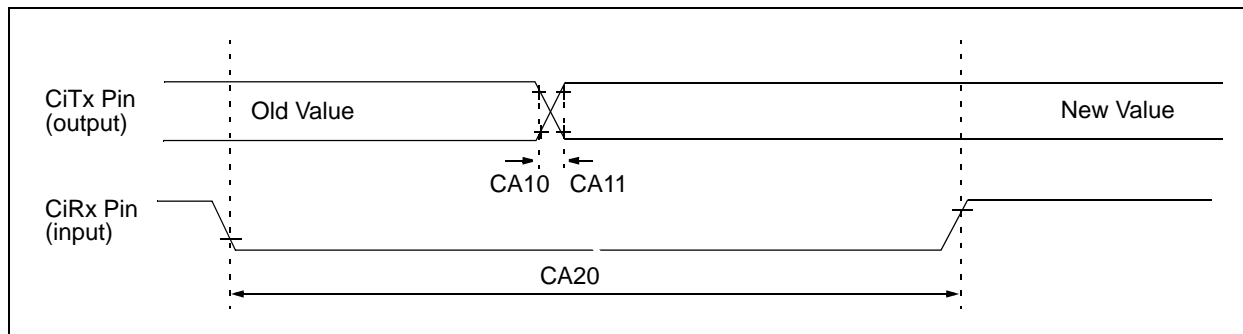 CiTx Pin
(output)
Old Value
New Value
CA10 CA11
CiRx Pin
(input)
CA20